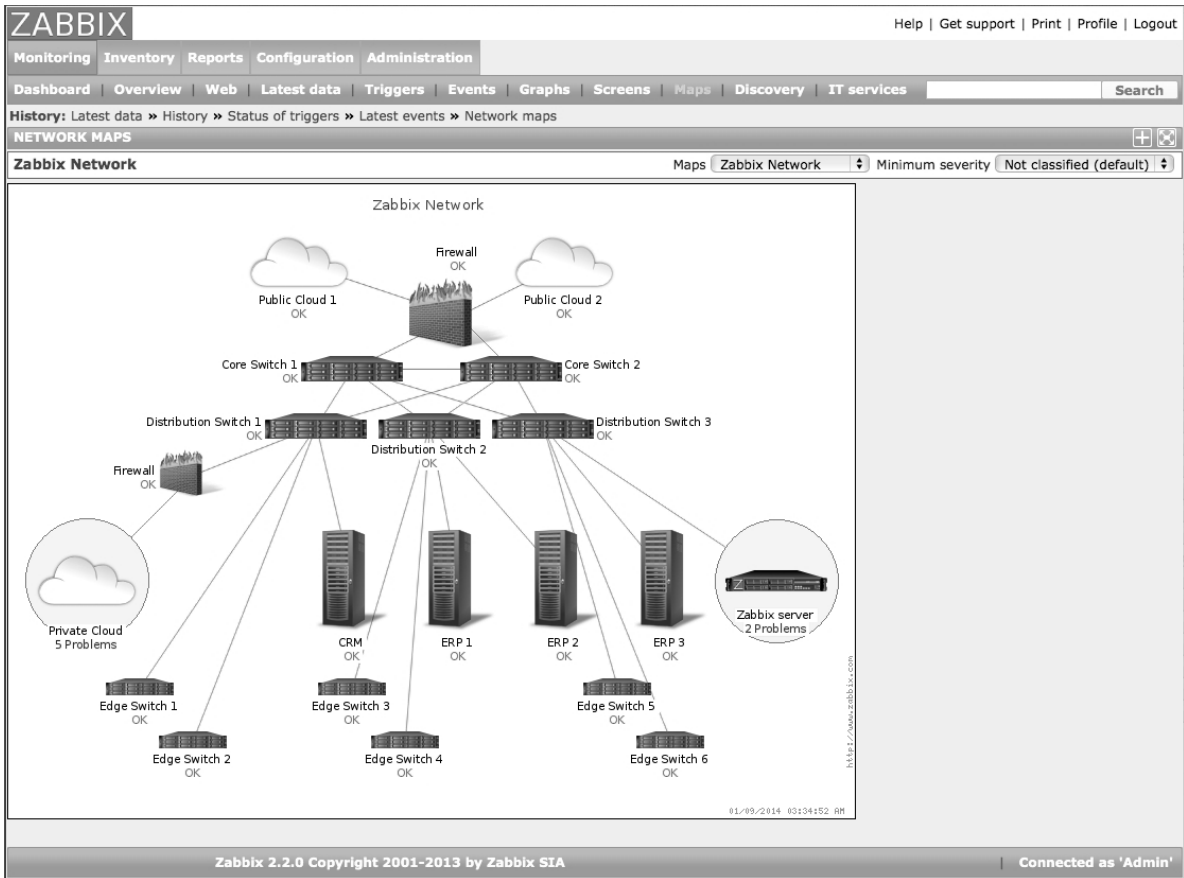 ZABBIX
Help | Get support | Print | Profile | Logout
Monitoring Inventory Reports Configuration Administration
Dashboard | Overview | Web | Latest data | Triggers | Events | Graphs | Screens | Maps | Discovery | IT services Search
History: Latest data » History » Status of triggers » Latest events » Network maps
NETWORK MAPS
Zabbix Network Maps Zabbix Network Minimum severity Not classified (default)
Zabbix Network
Firewall
OK
Public Cloud 1
OK
Public Cloud 2
OK
Core Switch 1
OK
Core Switch 2
OK
Distribution Switch 1
OK
Distribution Switch 2
OK
Distribution Switch 3
OK
Firewall
OK
Private Cloud
5 Problems
CRM
OK
ERP 1
OK
ERP 2
OK
ERP 3
OK
Z
Zabbix server
2 Problems
Edge Switch 1
OK
Edge Switch 2
OK
Edge Switch 3
OK
Edge Switch 4
OK
Edge Switch 5
OK
Edge Switch 6
OK
http://www.zabbix.com
01/09/2014 03:34:52 AM
Zabbix 2.2.0 Copyright 2001-2013 by Zabbix SIA | Connected as 'Admin'